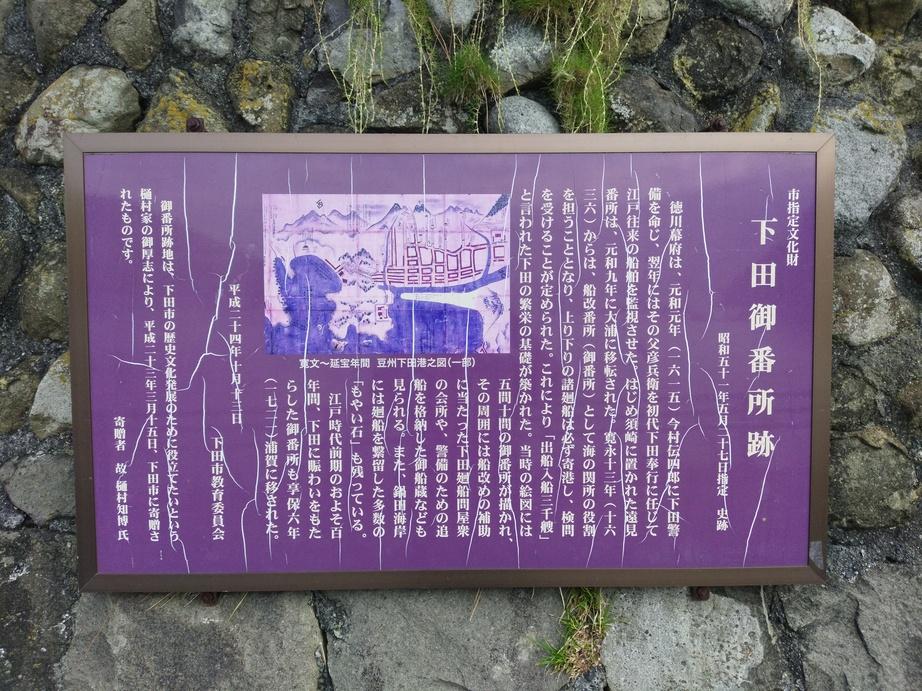 市指定文化財
下田御番所跡
昭和五十一年五月二十七日指定 史跡
徳川幕府は、元和元年（一六一五）今村伝四郎に下田警
備を命じ、翌年にはその父彦兵衛を初代下田奉行に任じて
江戸往来の船舶を監視させた。はじめ須崎に置かれた遠見
番所は、元和九年に大浦に移転された。寛永十三年（一六
三六）からは、船改番所（御番所）として海の関所の役割
を担うこととなり、上り下りの諸廻船は必ず寄港し、検問
を受けることが定められた。これにより「出船入船三千艘」
と言われた下田の繁栄の基礎が築かれた。当時の絵図には
五間十間の御番所が描かれ、
その周囲には船改めの補助
に当たった下田廻船問屋衆
の会所や、警備のための追
船を格納した御船蔵なども
見られる。また、鍋田海岸
には廻船を繋留した多数の
「もやい石」も残っている。
江戸時代前期のおよそ百
年間、下田に賑わいをもた
らした御番所も享保六年
（一七二一）浦賀に移された。
寛文～延宝年間 豆州下田港之図（一部）
平成二十四年十月十三日
下田市教育委員会
御番所跡地は、下田市の歴史文化発展のために役立てたいという
樋村家の御厚志により、平成二十三年三月十五日、下田市に寄贈さ
れたものです。
寄贈者 故 樋村知博 氏